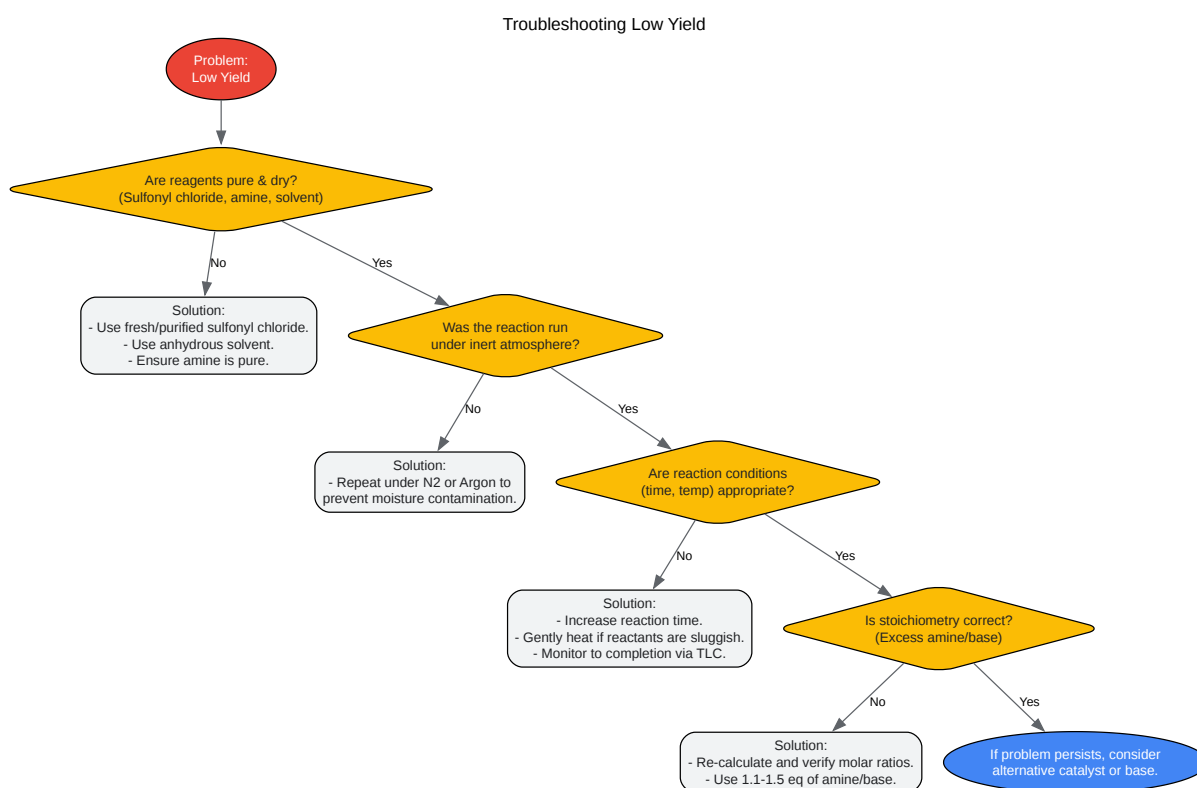 Troubleshooting Low Yield
Problem:
Low Yield
Are reagents pure & dry?
(Sulfonyl chloride, amine, solvent)
No
Yes
Solution:
- Use fresh/purified sulfonyl chloride.
- Use anhydrous solvent.
- Ensure amine is pure.
Was the reaction run
under inert atmosphere?
No
Yes
Solution:
- Repeat under N2 or Argon to
prevent moisture contamination.
Are reaction conditions
(time, temp) appropriate?
No
Yes
Solution:
- Increase reaction time.
- Gently heat if reactants are sluggish.
- Monitor to completion via TLC.
Is stoichiometry correct?
(Excess amine/base)
No
Yes
Solution:
- Re-calculate and verify molar ratios.
- Use 1.1-1.5 eq of amine/base.
If problem persists, consider
alternative catalyst or base.